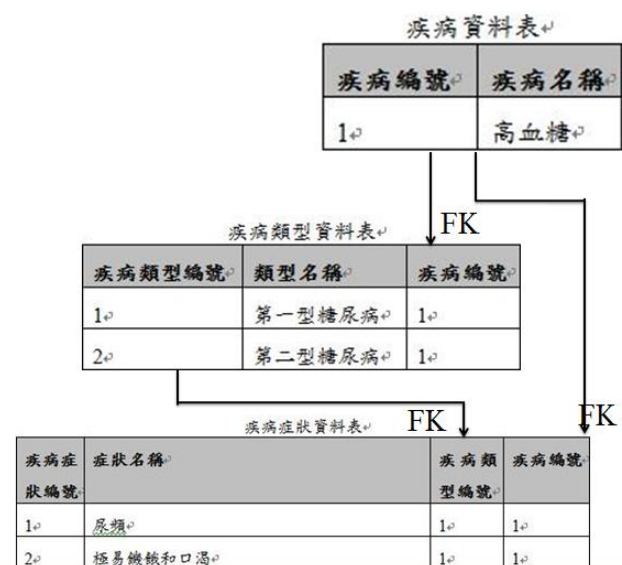 疾病資料表
疾病編號 疾病名稱
1 高血糖
FK
疾病類型資料表
疾病類型編號 類型名稱 疾病編號
1 第一型糖尿病 1
2 第二型糖尿病 1
FK FK
疾病症狀資料表
疾病症 症狀名稱 疾病類 疾病編號
狀編號 型編號
1 尿頻 1 1
2 極易饑餓和口渴 1 1